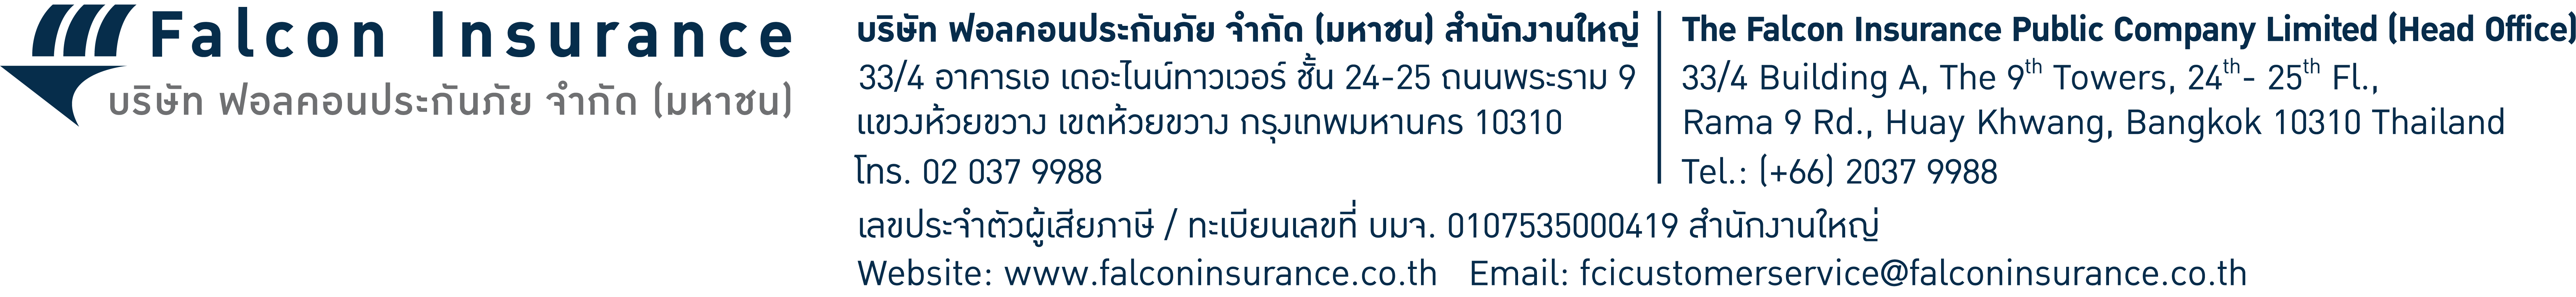 Falcon Insurance
บริษัท ฟอลคอนประกันภัย จำกัด (มหาชน)
บริษัท ฟอลคอนประกันภัย จำกัด (มหาชน) สำนักงานใหญ่
33/4 อาคารเอ เดอะไนน์ทาวเวอร์ ชั้น 24-25 ถนนพระราม 9
แขวงห้วยขวาง เขตห้วยขวาง กรุงเทพมหานคร 10310
โทร. 02 037 9988
The Falcon Insurance Public Company Limited (Head Office)
33/4 Building A, The 9th Towers, 24th- 25th Fl.,
Rama 9 Rd., Huay Khwang, Bangkok 10310 Thailand
Tel.: (+66) 2037 9988
เลขประจำตัวผู้เสียภาษี / ทะเบียนเลขที่ บมจ. 0107535000419 สำนักงานใหญ่
Website: www.falconinsurance.co.th Email: fcicustomerservice@falconinsurance.co.th